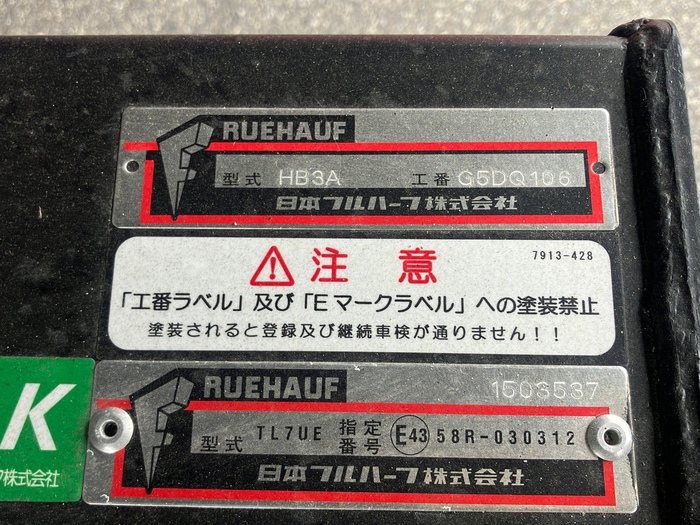 FRUEHAUF
型式 HB3A 工番 G5DQ106
日本フルハーフ株式会社
注意
7913-428
「工番ラベル」及び「Eマークラベル」への塗装禁止
塗装されると登録及び継続車検が通りません！！
FRUEHAUF
1503537
型式 TL7UE 指定番号 E43 58R-030312
日本フルハーフ株式会社
K
株式会社